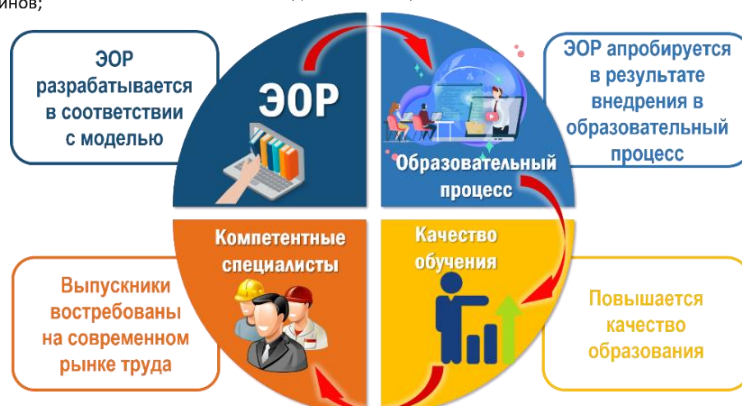 инов;
ЭОР
разрабатывается
в соответствии
с моделью
ЭОР
Образовательный
процесс
ЭОР апробируется
в результате
внедрения в
образовательный
процесс
Компетентные
специалисты
Качество
обучения
Выпускники
востребованы
на современном
рынке труда
Повышается
качество
образования